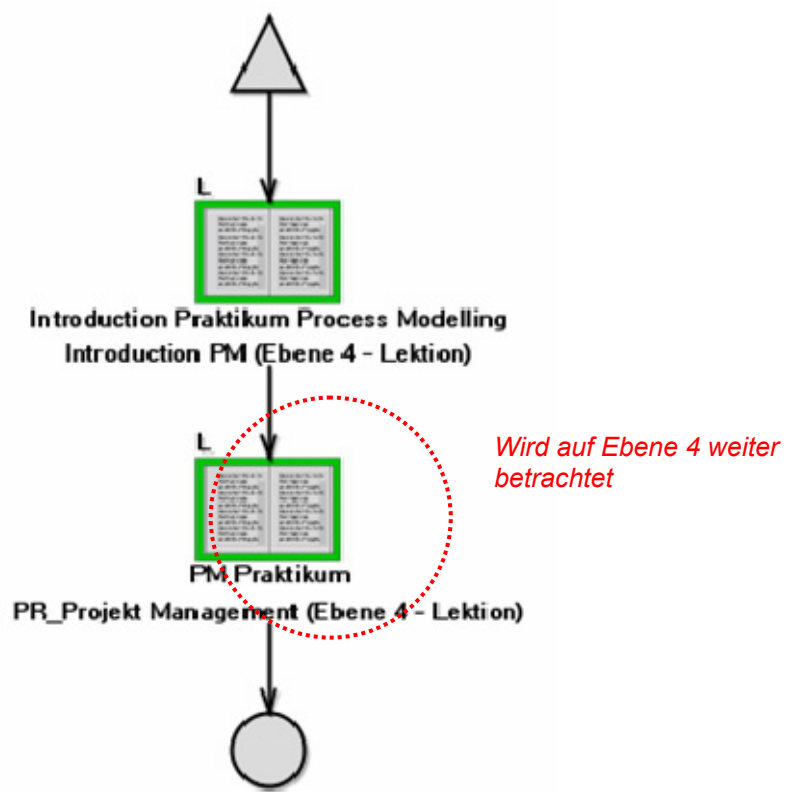 L
Introduction Praktikum Process Modelling
Introduction PM (Ebene 4 - Lektion)
L
Wird auf Ebene 4 weiter
betrachtet
PM Praktikum
PR_Projekt Management (Ebene 4 - Lektion)